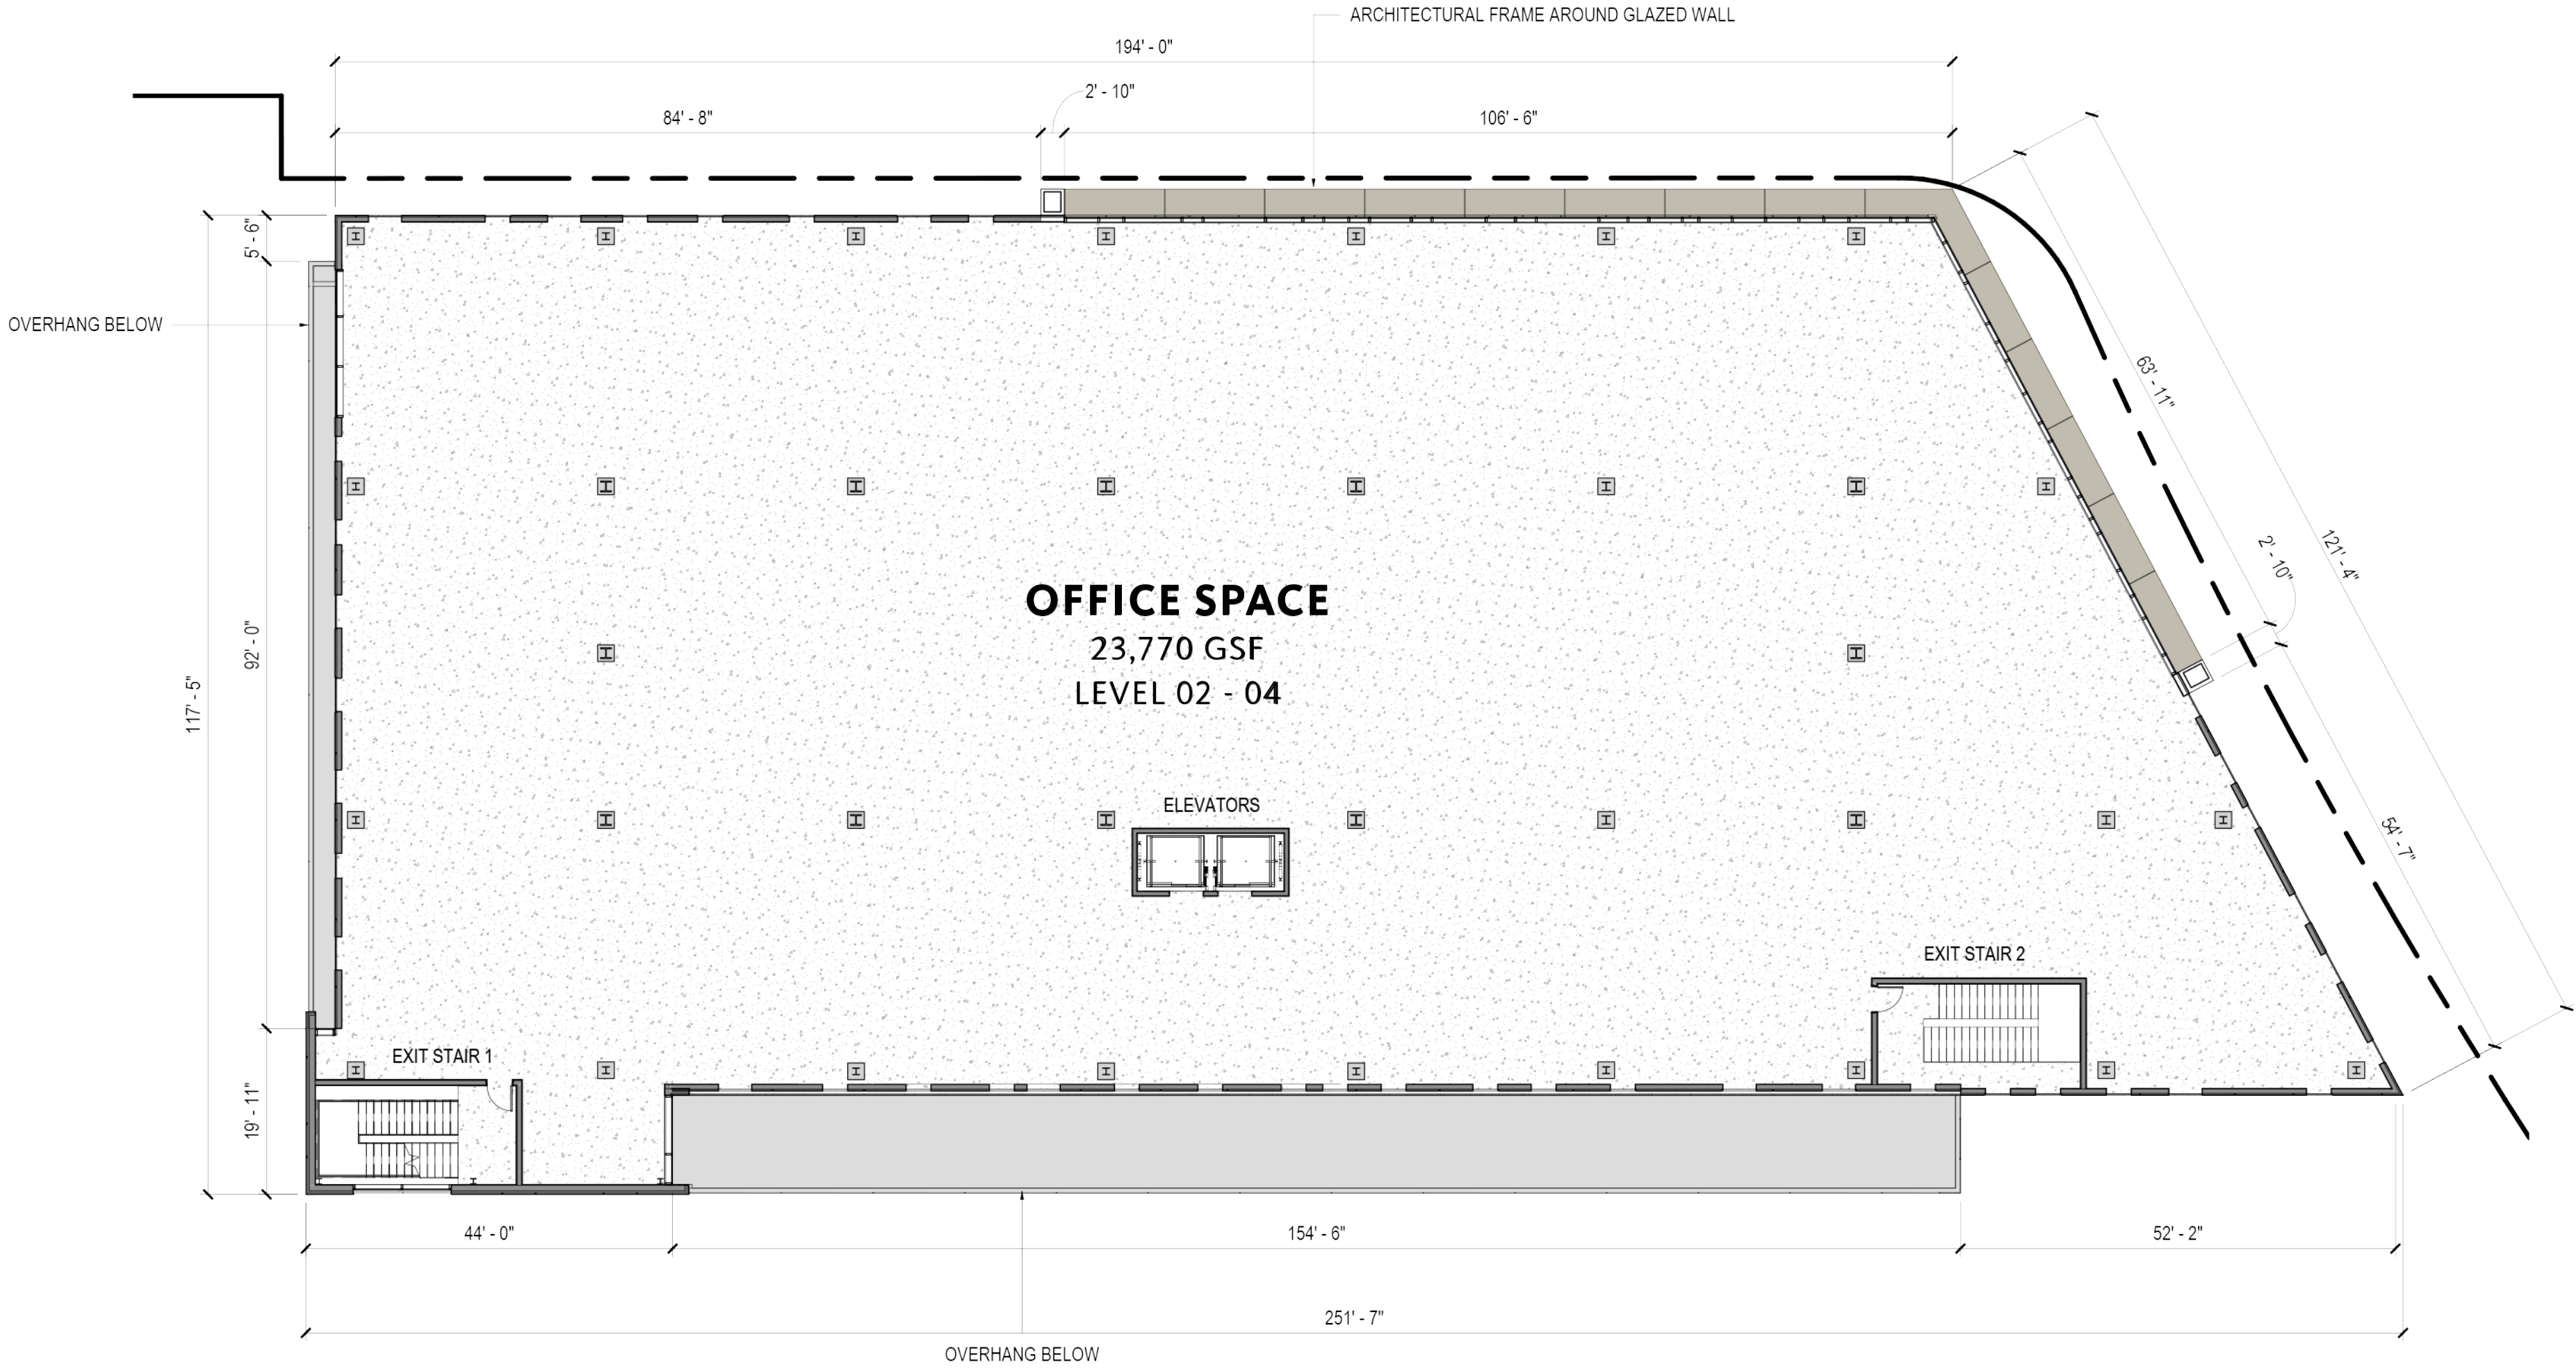 ARCHITECTURAL FRAME AROUND GLAZED WALL
194' - 0"
2' - 10"
84' - 8"
106' - 6"
5' - 6"
OVERHANG BELOW
63' - 11"
121' - 4"
2' - 10"
OFFICE SPACE
23,770 GSF
LEVEL 02 - 04
92' - 0"
117' - 5"
ELEVATORS
54' - 7"
EXIT STAIR 2
EXIT STAIR 1
19' - 11"
44' - 0"
154' - 6"
52' - 2"
251' - 7"
OVERHANG BELOW